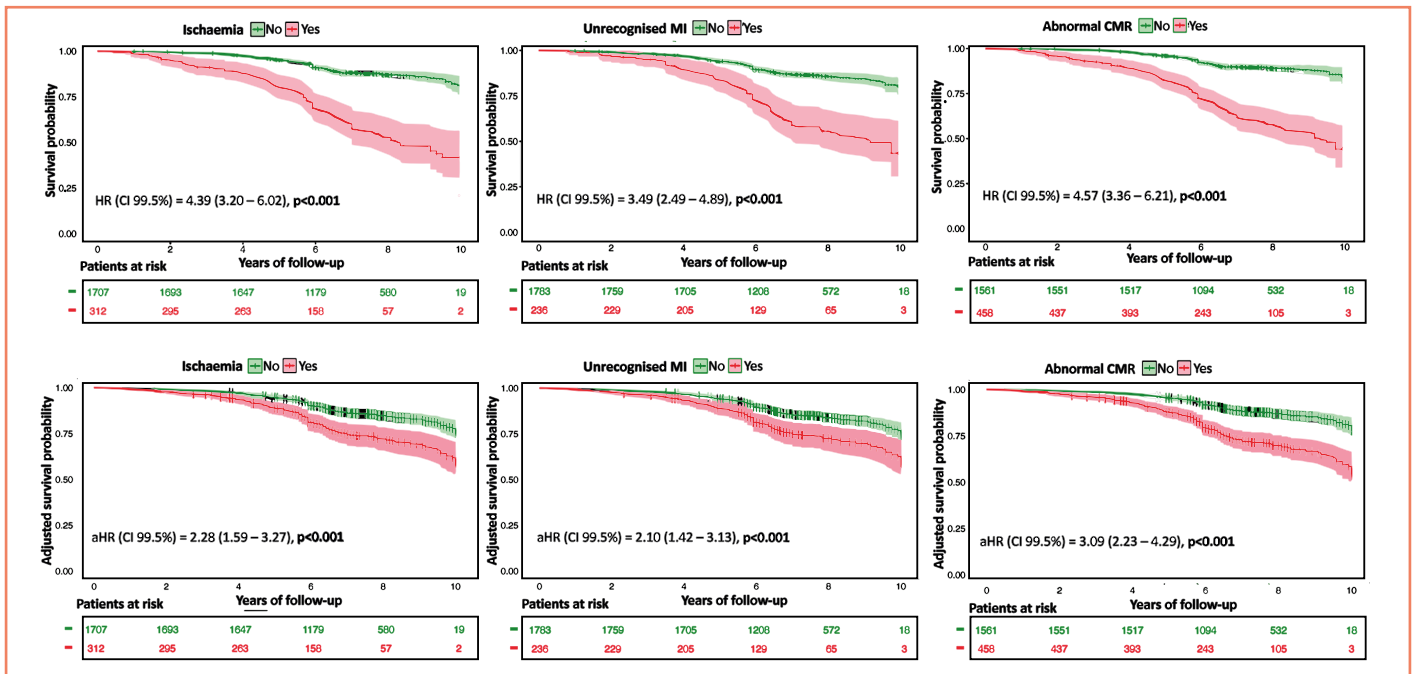 Ischaemia No Yes
Survival probability
1.00
0.75
0.50
0.25
0.00
HR (CI 99.5%) = 4.39 (3.20 – 6.02), p<0.001
0 2 4 6 8 10
Patients at risk
Years of follow-up
1707 1693 1647 1179 580 19
312 295 263 158 57 2
Unrecognised MI No Yes
Survival probability
1.00
0.75
0.50
0.25
0.00
HR (CI 99.5%) = 3.49 (2.49 – 4.89), p<0.001
0 2 4 6 8 10
Patients at risk
Years of follow-up
1783 1759 1705 1208 572 18
236 229 205 129 65 3
Abnormal CMR No Yes
Survival probability
1.00
0.75
0.50
0.25
0.00
HR (CI 99.5%) = 4.57 (3.36 – 6.21), p<0.001
0 2 4 6 8 10
Patients at risk
Years of follow-up
1561 1551 1517 1094 532 18
458 437 393 243 105 3
Ischaemia No Yes
Adjusted survival probability
1.00
0.75
0.50
0.25
0.00
aHR (CI 99.5%) = 2.28 (1.59 – 3.27), p<0.001
0 2 4 6 8 10
Patients at risk
Years of follow-up
1707 1693 1647 1179 580 19
312 295 263 158 57 2
Unrecognised MI No Yes
Adjusted survival probability
1.00
0.75
0.50
0.25
0.00
aHR (CI 99.5%) = 2.10 (1.42 – 3.13), p<0.001
0 2 4 6 8 10
Patients at risk
Years of follow-up
1783 1759 1705 1208 572 18
236 229 205 129 65 3
Abnormal CMR No Yes
Adjusted survival probability
1.00
0.75
0.50
0.25
0.00
aHR (CI 99.5%) = 3.09 (2.23 – 4.29), p<0.001
0 2 4 6 8 10
Patients at risk
Years of follow-up
1561 1551 1517 1094 532 18
458 437 393 243 105 3